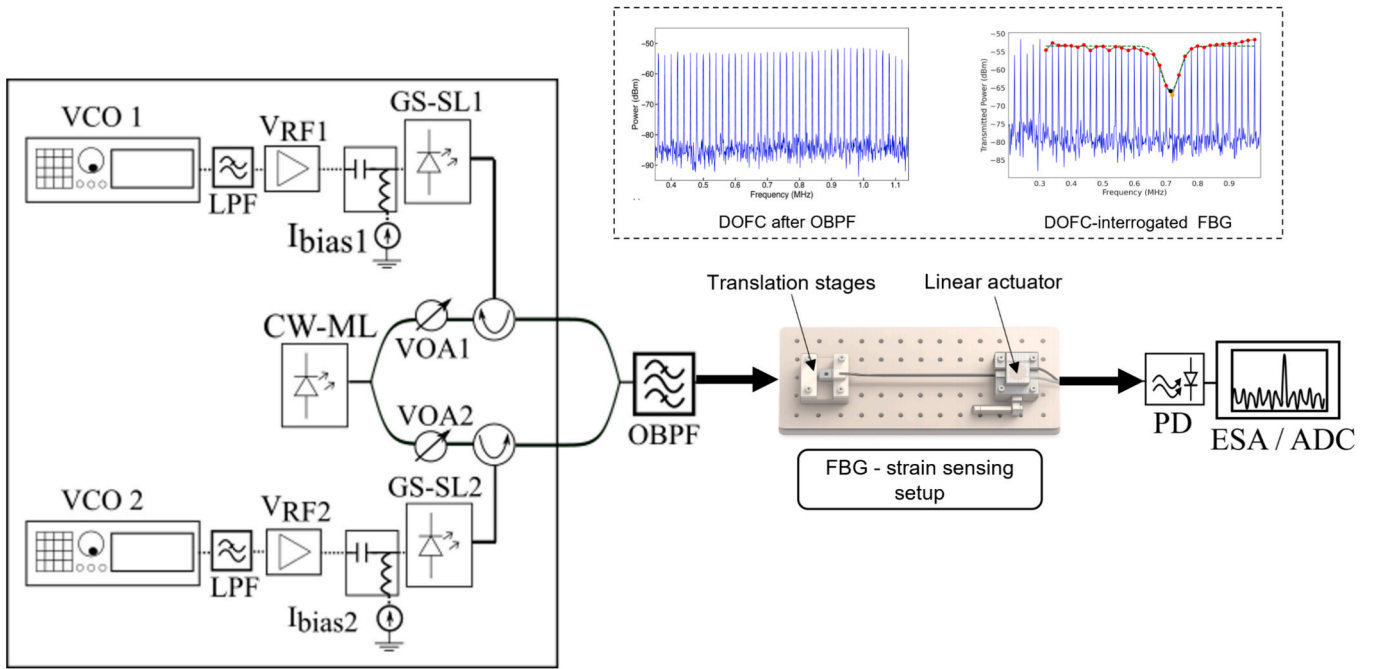 VCO 1
LPF
VRF1
Ibias1
GS-SL1
CW-ML
VOA1
VOA2
VCO 2
LPF
VRF2
Ibias2
GS-SL2
OBPF
Power (dBm)
−50
−60
−70
−80
−90
0.4 0.5 0.6 0.7 0.8 0.9 1.0 1.1
Frequency (MHz)
DOFC after OBPF
Transmitted Power (dBm)
−50
−55
−60
−65
−70
−75
−80
−85
0.3 0.4 0.5 0.6 0.7 0.8 0.9
Frequency (MHz)
DOFC-interrogated FBG
Translation stages
Linear actuator
FBG - strain sensing
setup
PD
ESA / ADC